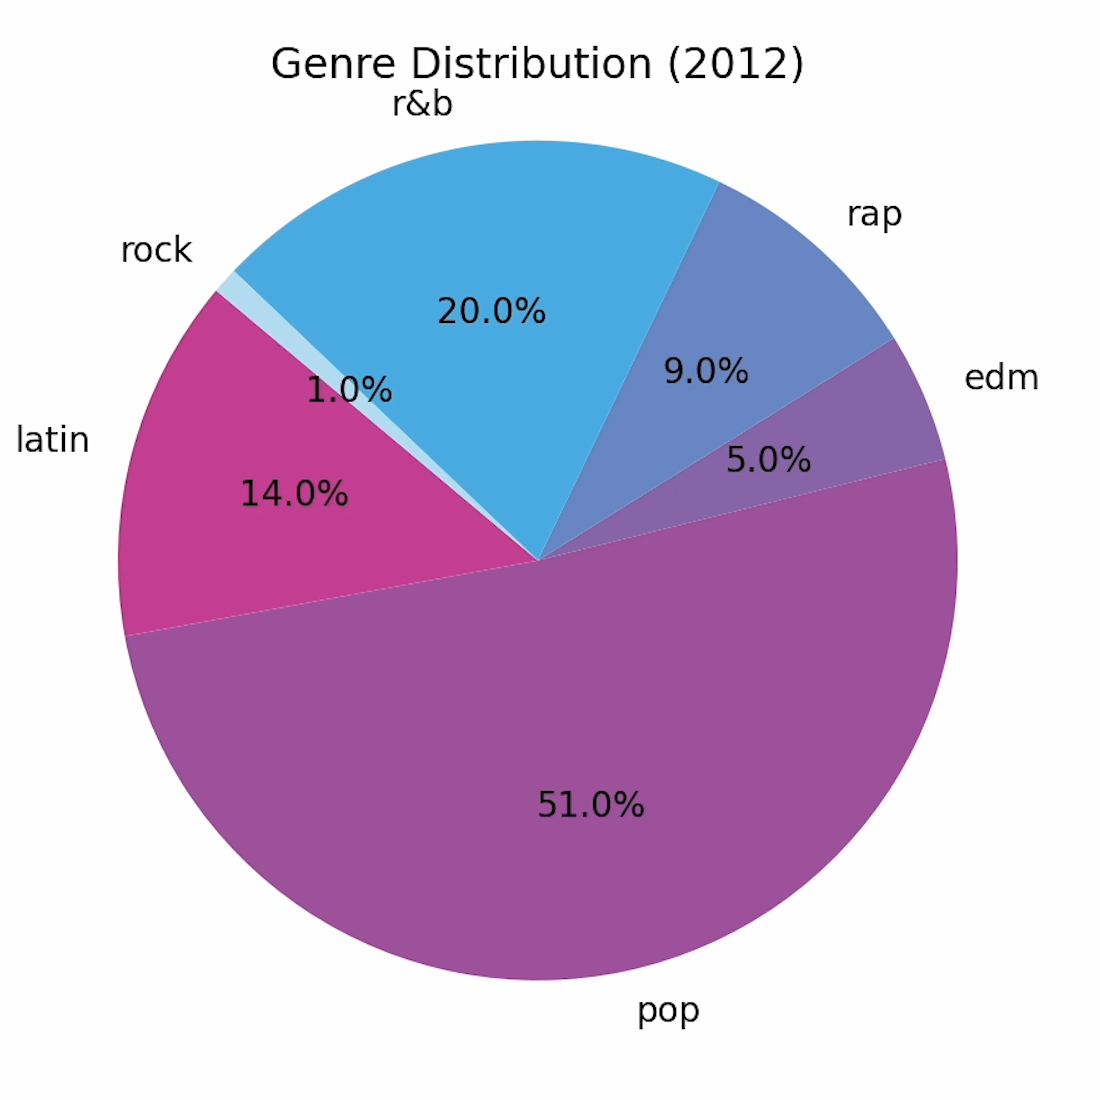 Genre Distribution (2012)
r&b
rap
rock
20.0%
9.0%
edm
1.0%
latin
5.0%
14.0%
51.0%
pop